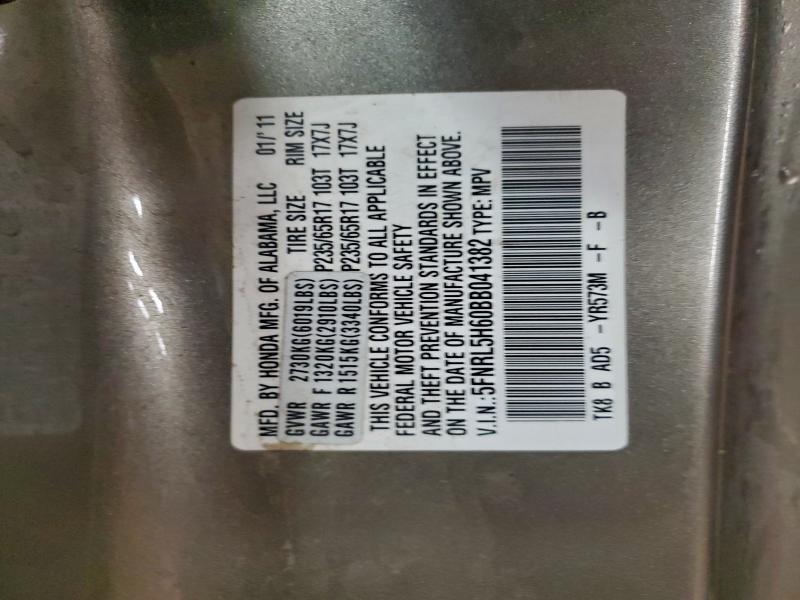 MFD. BY HONDA MFG. OF ALABAMA, LLC 01/'11
GVWR 2730KG(6019LBS) TIRE SIZE RIM SIZE
GAWR F 1320KG(2910LBS) P235/65R17 103T 17X7J
GAWR R 1515KG(3340LBS) P235/65R17 103T 17X7J
THIS VEHICLE CONFORMS TO ALL APPLICABLE
FEDERAL MOTOR VEHICLE SAFETY
AND THEFT PREVENTION STANDARDS IN EFFECT
ON THE DATE OF MANUFACTURE SHOWN ABOVE.
V.I.N.:5FNRL5H60BB041382 TYPE: MPV
TK8 B AD5 -YR573M -F -B